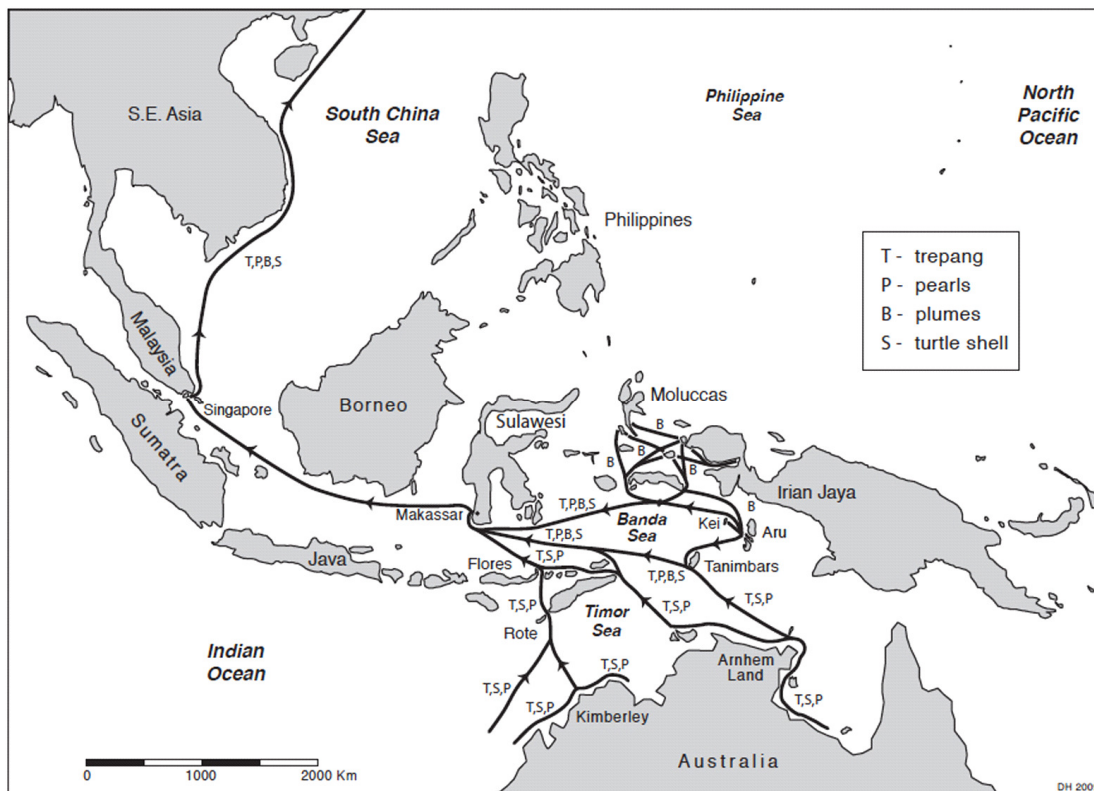 S.E. Asia
South China
Sea
Philippine
Sea
North
Pacific
Ocean
Philippines
T - trepang
P - pearls
B - plumes
S - turtle shell
T,P,B,S
Malaysia
Singapore
Sumatra
Borneo
Sulawesi
Moluccas
B
B
B
B
Irian Jaya
B
Makassar
T,P,B,S
Banda
Sea
Kei
Aru
T,P,B,S
Java
Flores
T,S,P
T,P,B,S
Tanimbars
T,S,P
Timor
Sea
T,S,P
T,S,P
Rote
Indian
Ocean
T,S,P
T,S,P
T,S,P
Arnhem
Land
T,S,P
Kimberley
Australia
0 1000 2000 Km